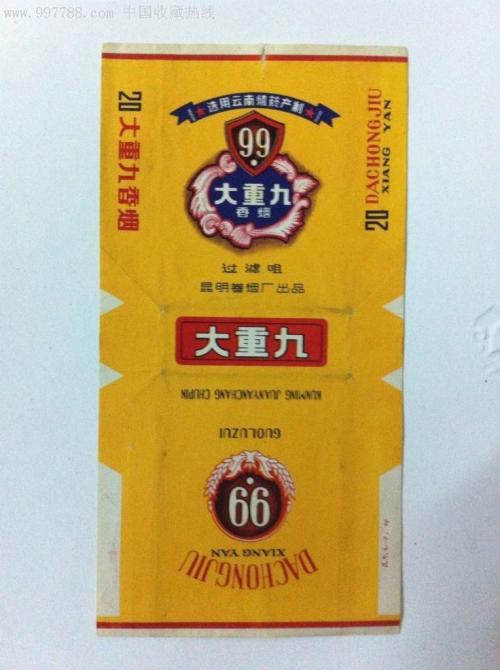 www.997788.com 中国收藏热线
20 大重九香烟
选用云南烤菸产制
99
大重九
香烟
过滤咀
昆明卷烟厂出品
20 DACHONGJIU
XIANG YAN
大重九
KUNMING JUANYANCHANG CHUPIN
GUOLUZUI
99
XIANG YAN
DACHONGJIU